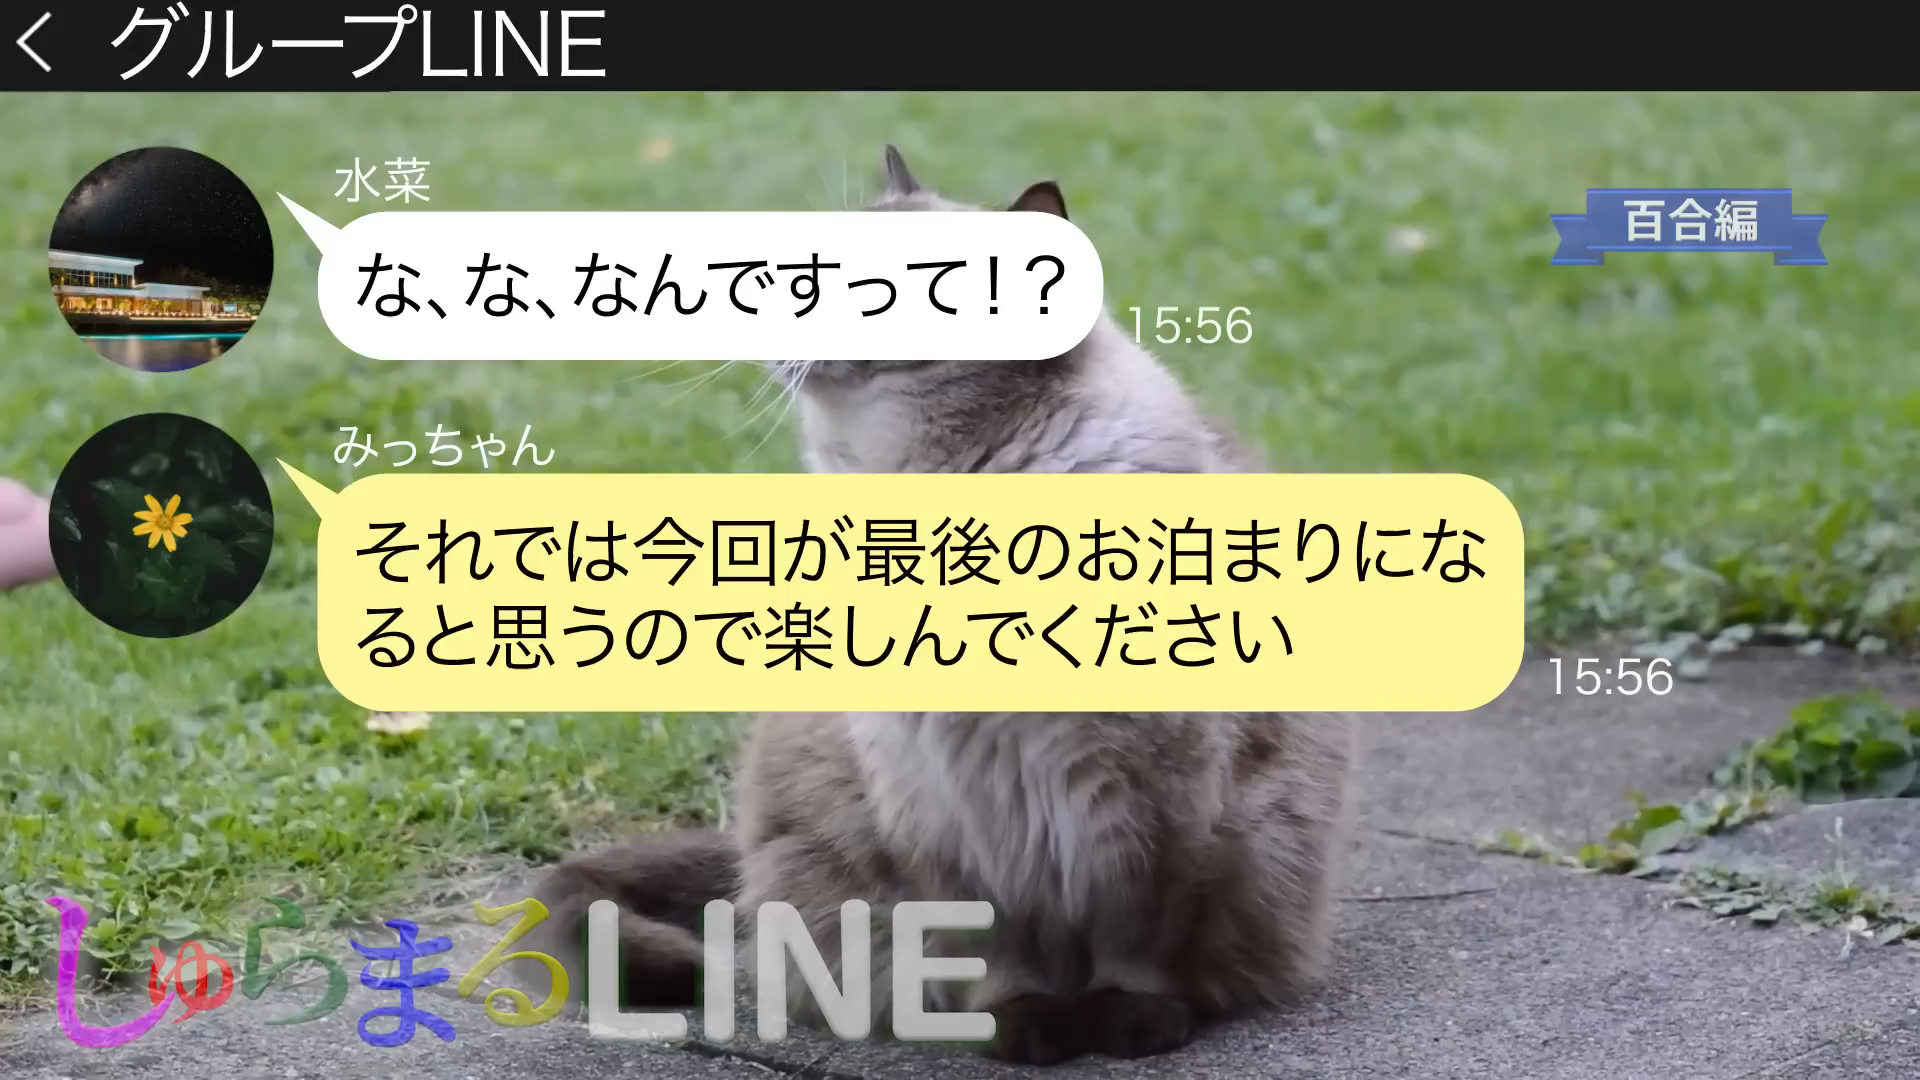 グループLINE
水菜
百合編
な、な、なんですって！？
15:56
みっちゃん
それでは今回が最後のお泊まりにな
ると思うので楽しんでください
15:56
しゅらまるLINE